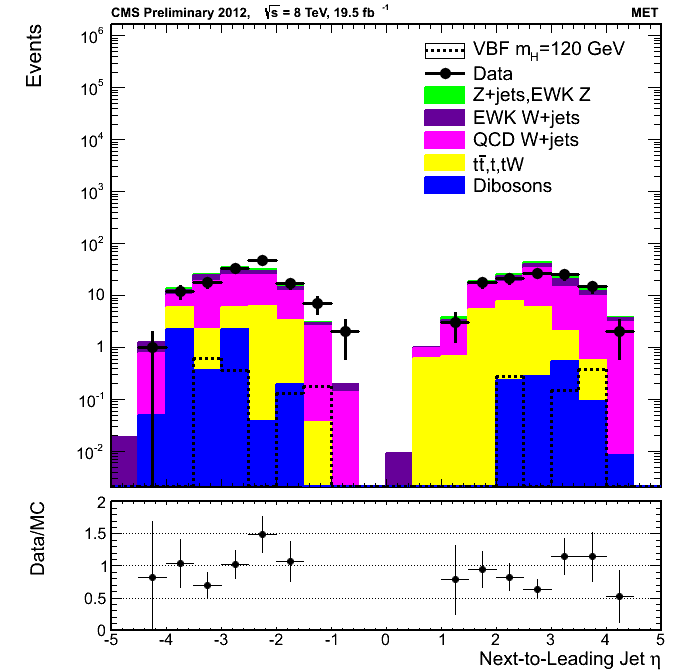 CMS Preliminary 2012, √s = 8 TeV, 19.5 fb⁻¹ MET
Events
10⁶
10⁵
10⁴
10³
10²
10
1
10⁻¹
10⁻²
VBF m_H=120 GeV
Data
Z+jets,EWK Z
EWK W+jets
QCD W+jets
tt̄,t,tW
Dibosons
Data/MC
2
1.5
1
0.5
0
-5 -4 -3 -2 -1 0 1 2 3 4 5
Next-to-Leading Jet η